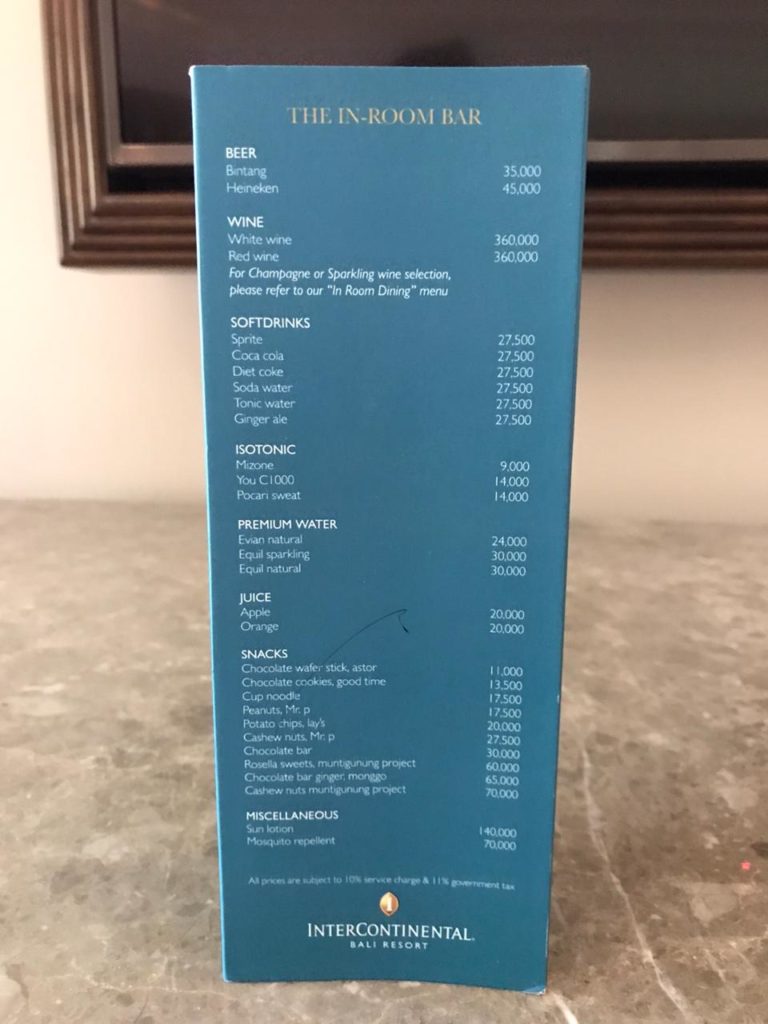 THE IN-ROOM BAR
BEER
Bintang 35,000
Heineken 45,000
WINE
White wine 360,000
Red wine 360,000
For Champagne or Sparkling wine selection,
please refer to our "In Room Dining" menu
SOFTDRINKS
Sprite 27,500
Coca cola 27,500
Diet coke 27,500
Soda water 27,500
Tonic water 27,500
Ginger ale 27,500
ISOTONIC
Mizone 9,000
You C1000 14,000
Pocari sweat 14,000
PREMIUM WATER
Evian natural 24,000
Equil sparkling 30,000
Equil natural 30,000
JUICE
Apple 20,000
Orange 20,000
SNACKS
Chocolate wafer stick, astor 11,000
Chocolate cookies, good time 13,500
Cup noodle 17,500
Peanuts, Mr. p 17,500
Potato chips, lay's 20,000
Cashew nuts, Mr. p 27,500
Chocolate bar 30,000
Rosella sweets, muntigunung project 60,000
Chocolate bar ginger, monggo 65,000
Cashew nuts muntigunung project 70,000
MISCELLANEOUS
Sun lotion 140,000
Mosquito repellent 70,000
All prices are subject to 10% service charge & 11% government tax
INTERCONTINENTAL.
BALI RESORT